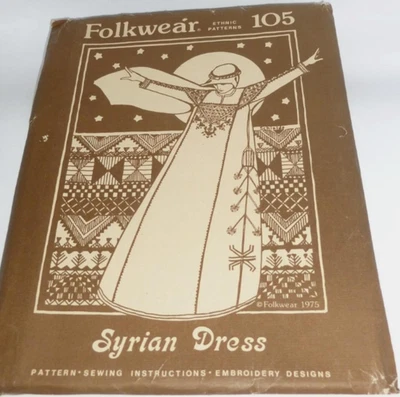 Folkwear
ETHNIC
PATTERNS
105
©Folkwear 1975
Syrian Dress
PATTERN • SEWING INSTRUCTIONS • EMBROIDERY DESIGNS